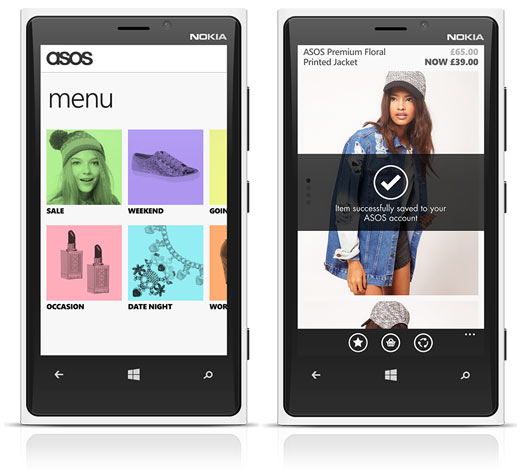 NOKIA
asos
menu
SALE
WEEKEND
GOIN
OCCASION
DATE NIGHT
WOR
NOKIA
ASOS Premium Floral £65.00
Printed Jacket NOW £39.00
Item successfully saved to your
ASOS account